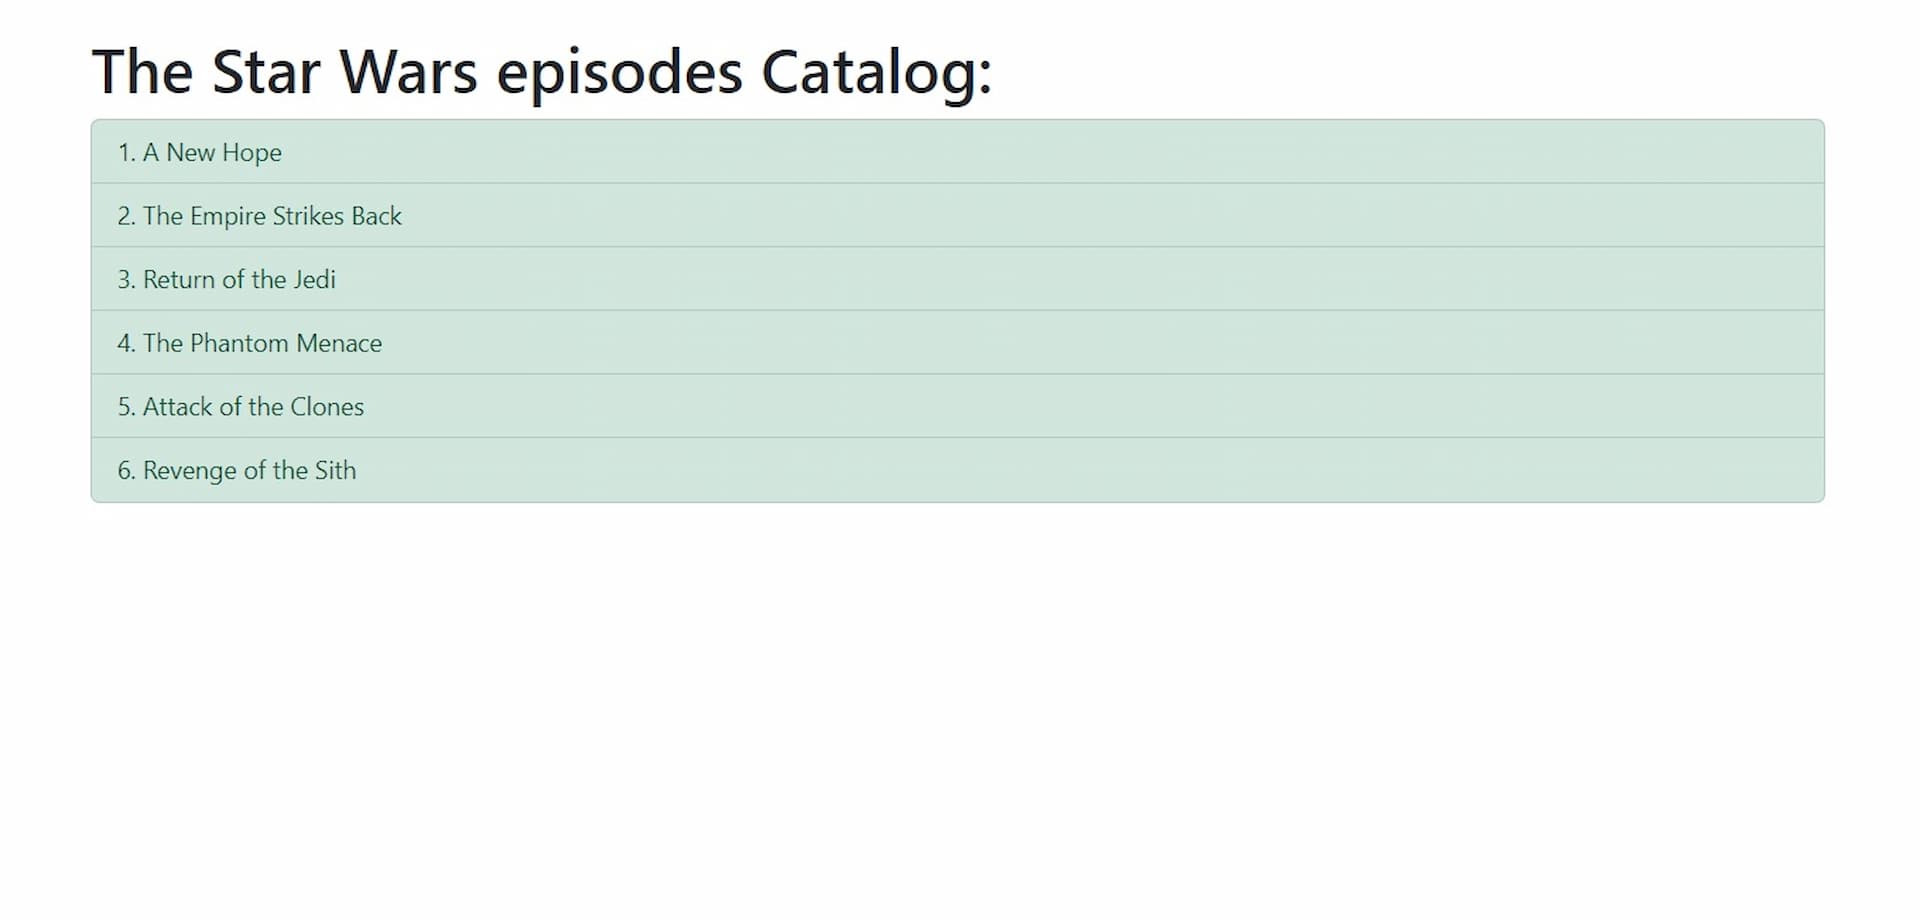 The Star Wars episodes Catalog:
1. A New Hope
2. The Empire Strikes Back
3. Return of the Jedi
4. The Phantom Menace
5. Attack of the Clones
6. Revenge of the Sith